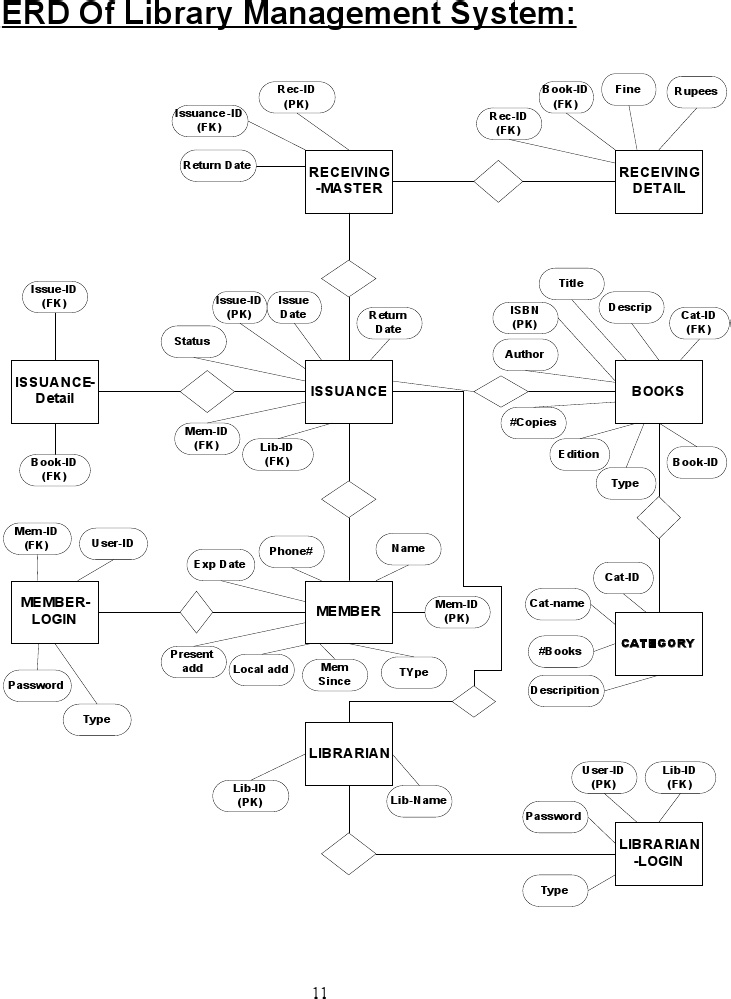 ERD Of Library Management System:
Rec-ID
(PK)
Issuance-ID
(FK)
Return Date
RECEIVING
-MASTER
Rec-ID
(FK)
Book-ID
(FK)
Fine
Rupees
RECEIVING
DETAIL
Issue-ID
(FK)
ISSUANCE-
Detail
Book-ID
(FK)
Status
Issue-ID
(PK)
Issue
Date
Return
Date
ISSUANCE
Mem-ID
(FK)
Lib-ID
(FK)
Title
ISBN
(PK)
Descrip
Cat-ID
(FK)
Author
BOOKS
#Copies
Edition
Type
Book-ID
Mem-ID
(FK)
User-ID
MEMBER-
LOGIN
Password
Type
Exp Date
Phone#
Name
MEMBER
Mem-ID
(PK)
Present
add
Local add
Mem
Since
TYpe
Cat-ID
Cat-name
CATEGORY
#Books
Descripition
LIBRARIAN
Lib-ID
(PK)
Lib-Name
User-ID
(PK)
Lib-ID
(FK)
Password
LIBRARIAN
-LOGIN
Type
11